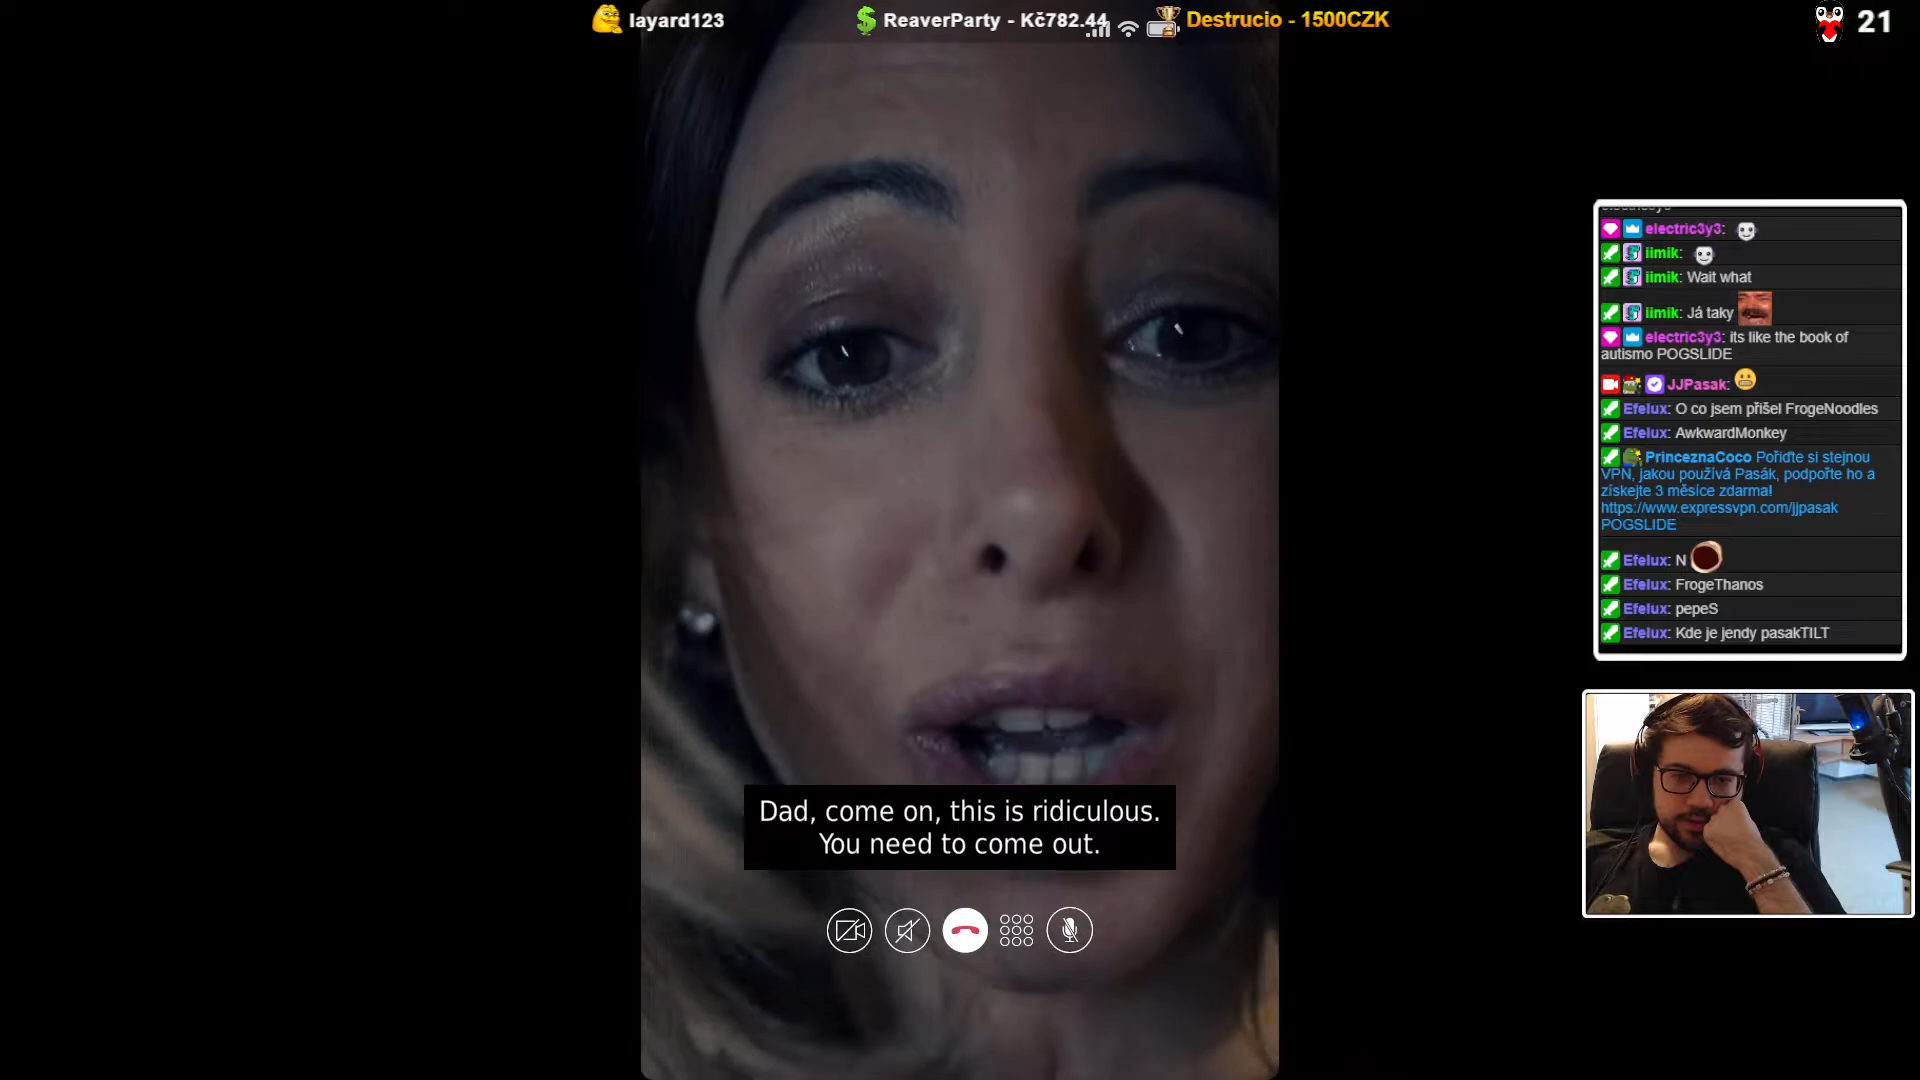 layard123
ReaverParty - Kč782.44
Destrucio - 1500CZK
21
electric3y3:
iimik:
iimik: Wait what
iimik: Já taky
electric3y3: its like the book of
autismo POGSLIDE
JJPasak:
Efelux: O co jsem přišel FrogeNoodles
Efelux: AwkwardMonkey
PrinceznaCoco Pořiďte si stejnou
VPN, jakou používá Pasák, podpořte ho a
získejte 3 měsíce zdarma!
https://www.expressvpn.com/jjpasak
POGSLIDE
Efelux: N
Efelux: FrogeThanos
Efelux: pepeS
Efelux: Kde je jendy pasakTILT
Dad, come on, this is ridiculous.
You need to come out.